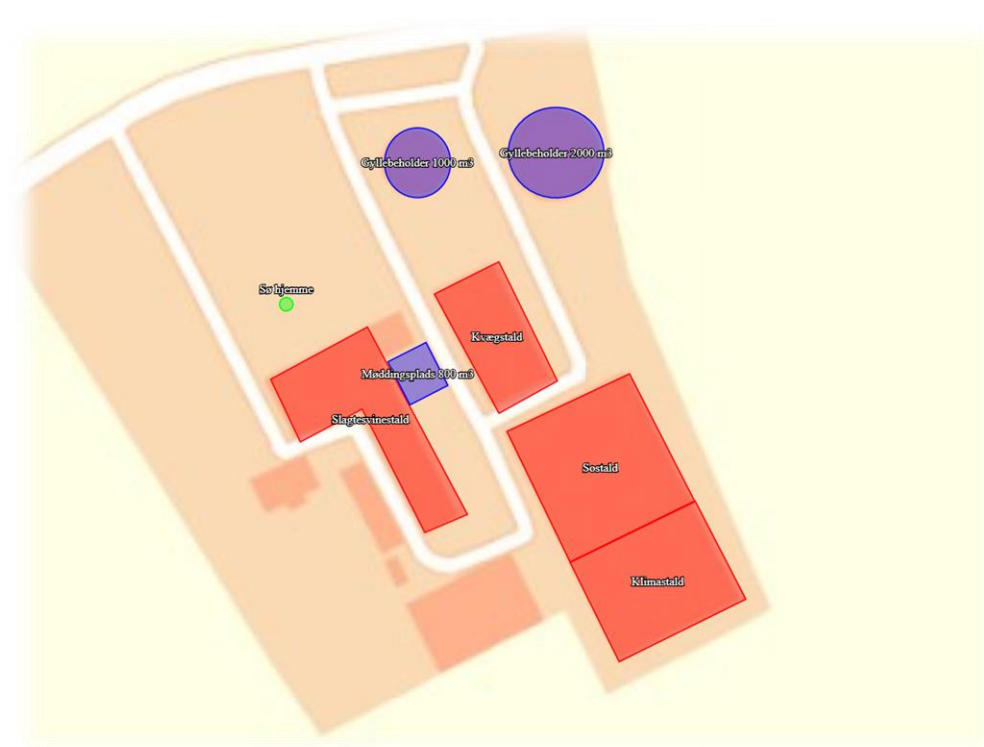 Gyllebeholder 1000 m3
Gyllebeholder 2000 m3
Sø hjemme
Kvægstald
Møddingsplads 800 m3
Slagtesvinestald
Sostald
Klimastald